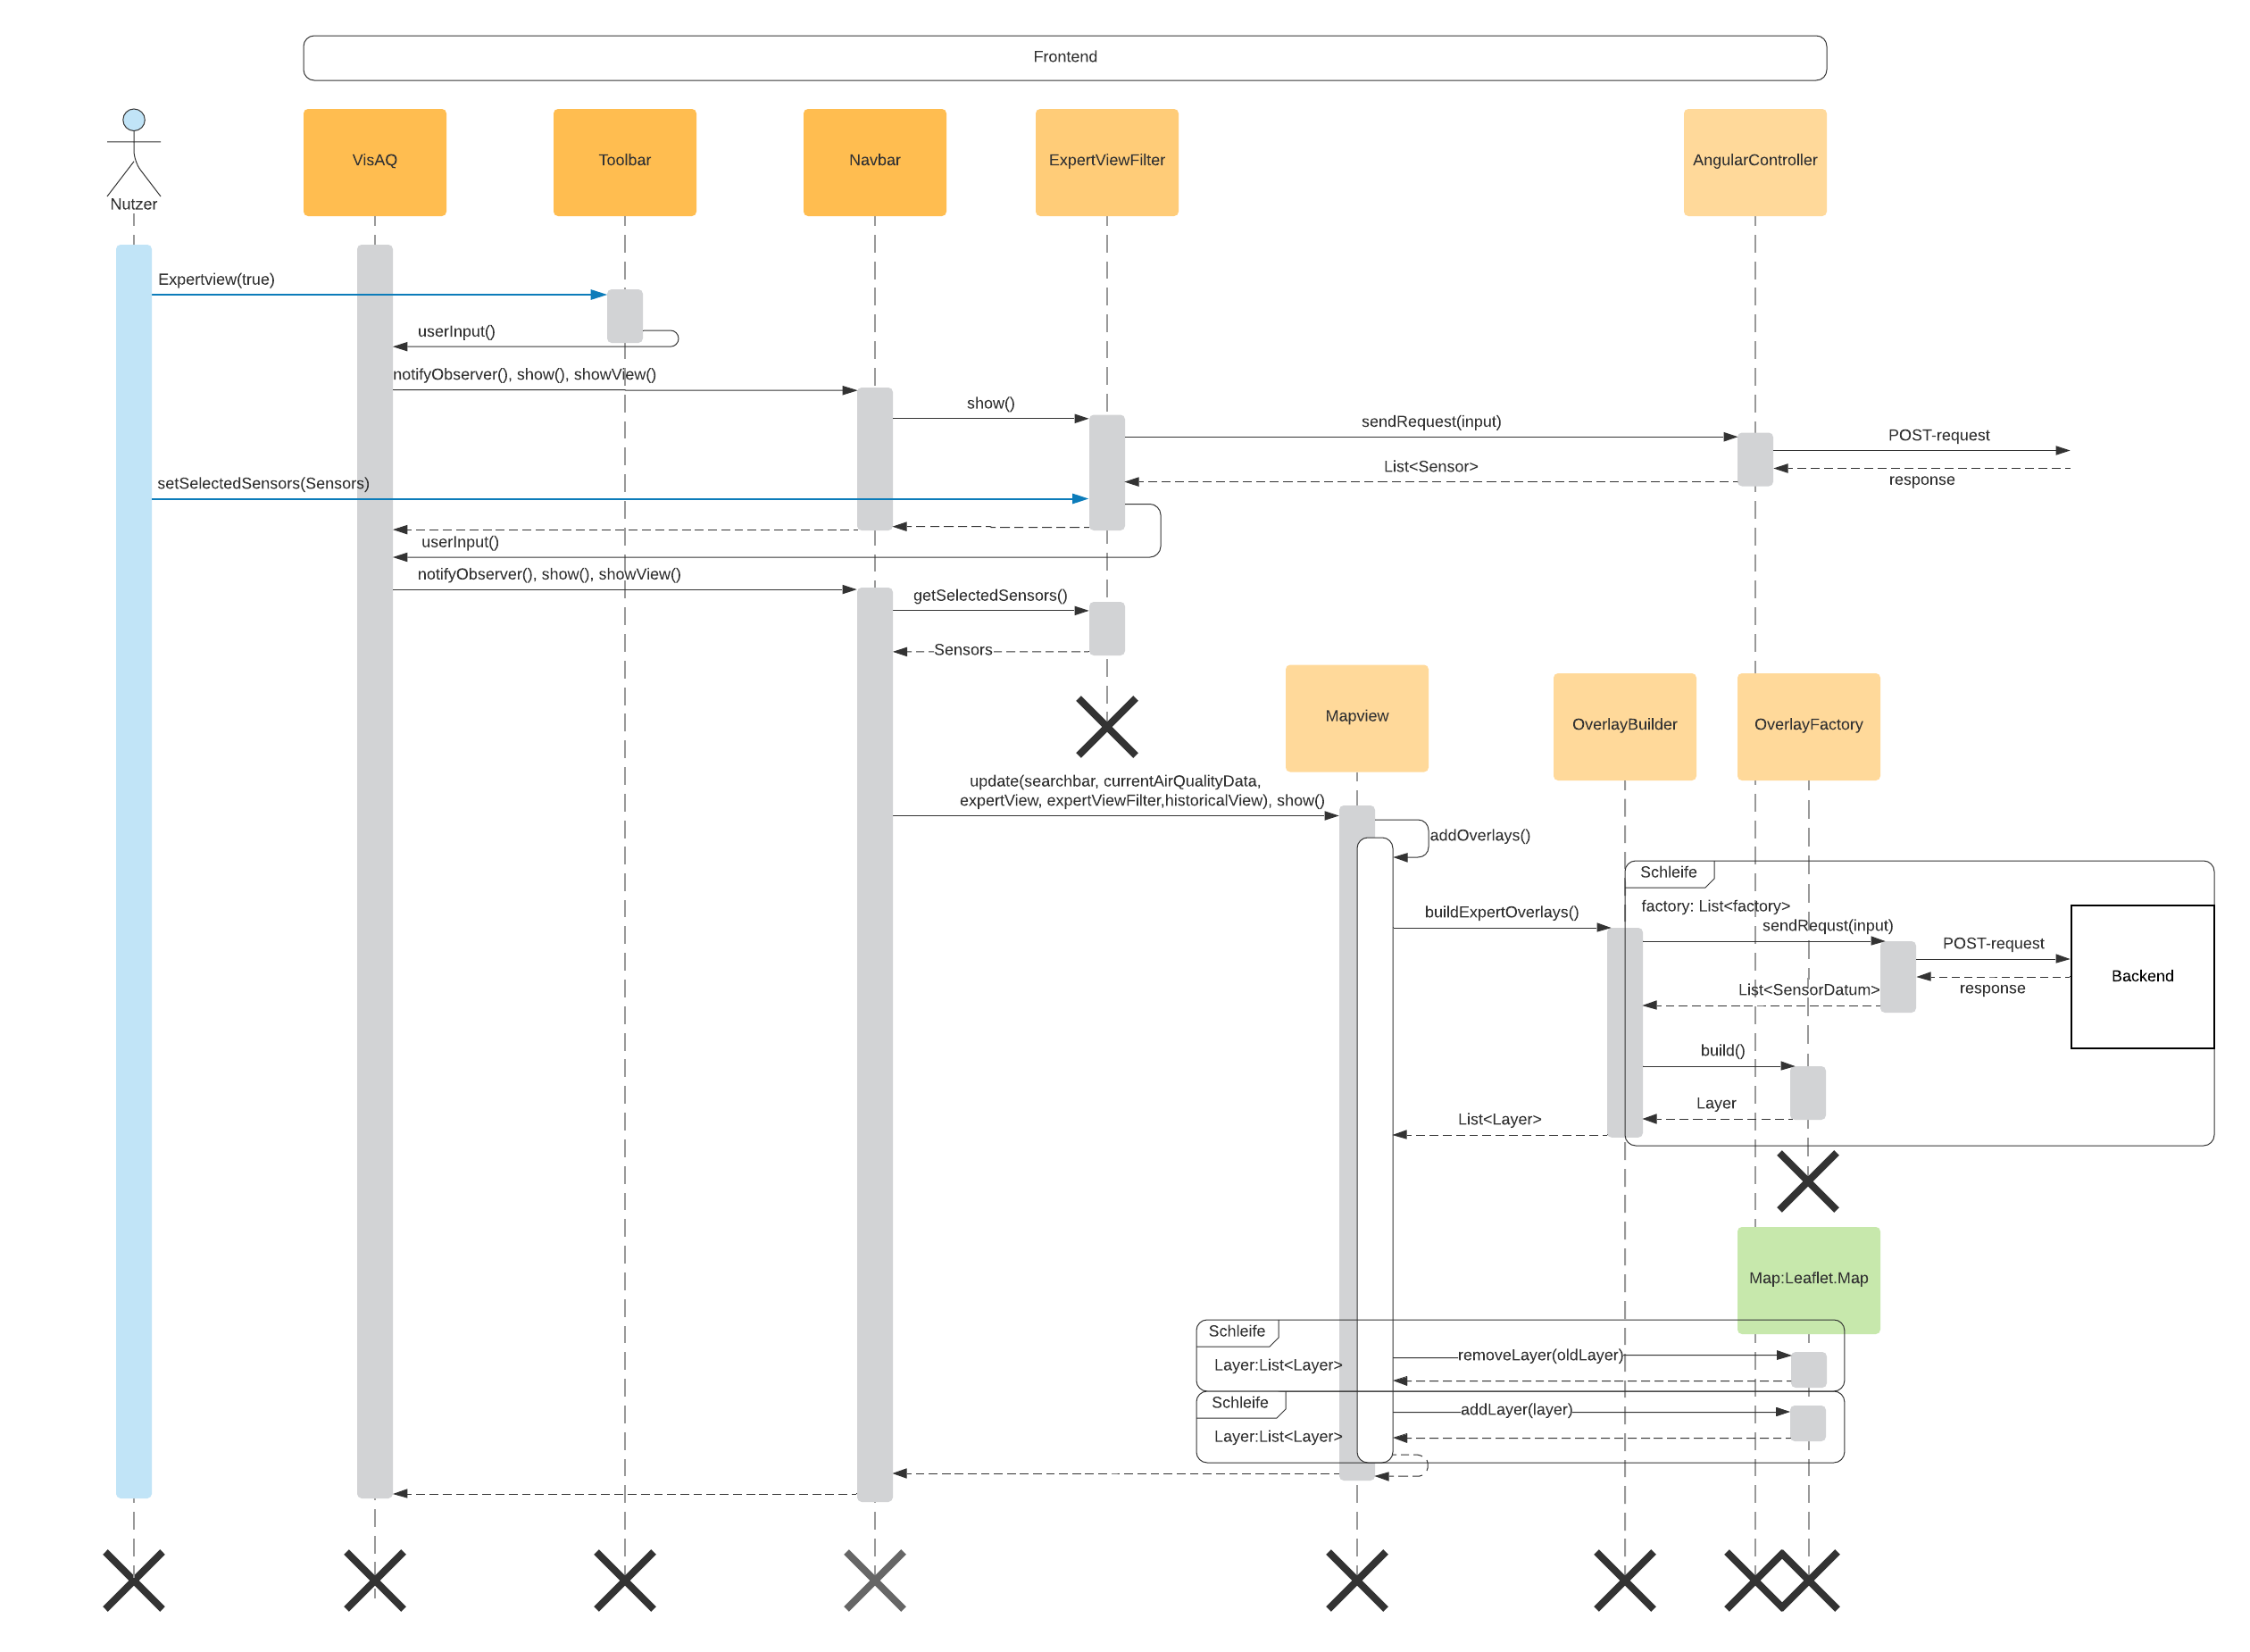 Frontend
Nutzer
VisAQ
Toolbar
Navbar
ExpertViewFilter
AngularController
Expertview(true)
userInput()
notifyObserver(), show(), showView()
show()
sendRequest(input)
POST-request
List<Sensor>
response
setSelectedSensors(Sensors)
userInput()
notifyObserver(), show(), showView()
getSelectedSensors()
Sensors
Mapview
OverlayBuilder
OverlayFactory
update(searchbar, currentAirQualityData,
expertView, expertViewFilter,historicalView), show()
addOverlays()
Schleife
factory: List<factory>
buildExpertOverlays()
sendRequst(input)
POST-request
Backend
List<SensorDatum>
response
build()
Layer
List<Layer>
Map:Leaflet.Map
Schleife
Layer:List<Layer>
removeLayer(oldLayer)
Schleife
addLayer(layer)
Layer:List<Layer>